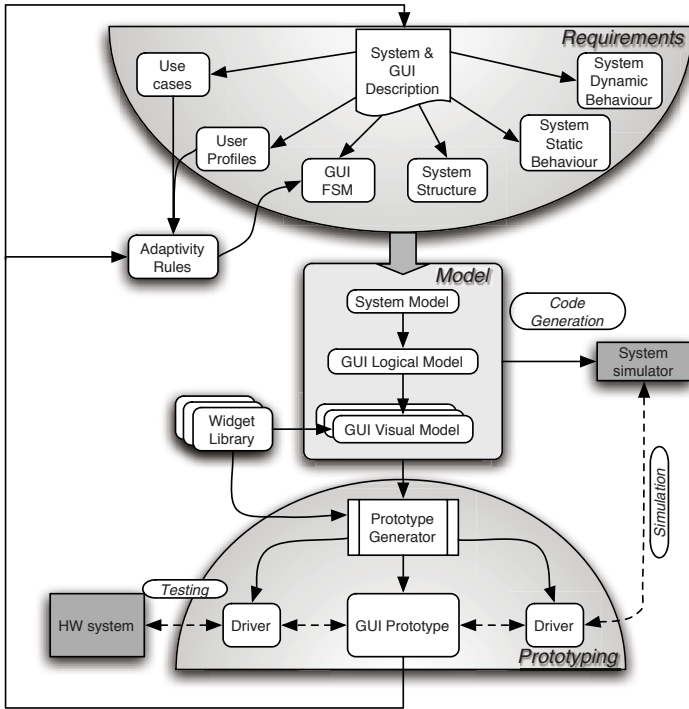 Requirements
System &
GUI
Description
Use
cases
System
Dynamic
Behaviour
User
Profiles
GUI
FSM
System
Structure
System
Static
Behaviour
Adaptivity
Rules
Model
System Model
GUI Logical Model
GUI Visual Model
Code
Generation
System
simulator
Widget
Library
Simulation
Prototype
Generator
Testing
HW system
Driver
GUI Prototype
Driver
Prototyping